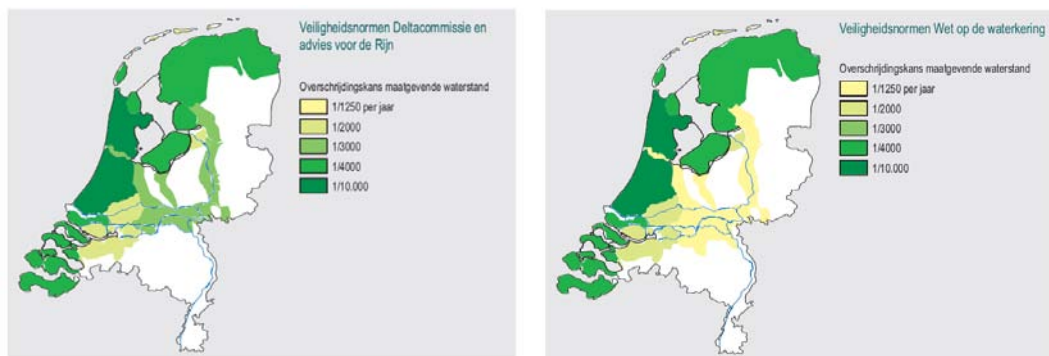 Veiligheidsnormen Deltacommissie en
advies voor de Rijn
Overschrijdingskans maatgevende waterstand
1/1250 per jaar
1/2000
1/3000
1/4000
1/10.000
Veiligheidsnormen Wet op de waterkering
Overschrijdingskans maatgevende waterstand
1/1250 per jaar
1/2000
1/3000
1/4000
1/10.000